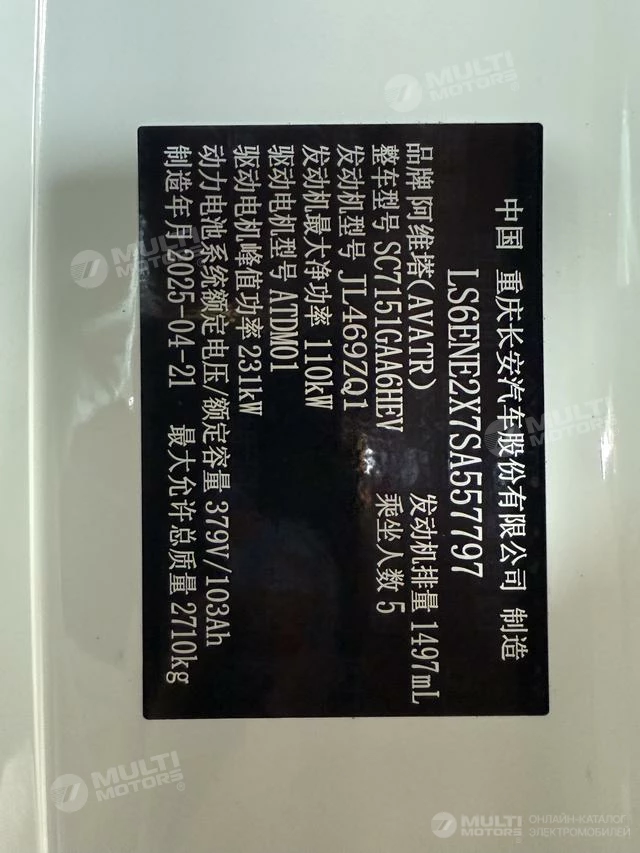 中国 重庆长安汽车股份有限公司 制造
LS6ENE2X7SA557797
品牌 阿维塔(AVATR) 发动机排量 1497mL
整车型号 SC7151GAA6HEV 乘坐人数 5
发动机型号 JL469ZQ1
发动机最大净功率 110kW
驱动电机型号 ATDM01
驱动电机峰值功率 231kW
动力电池系统额定电压/额定容量 379V/103Ah
制造年月 2025-04-21 最大允许总质量 2710kg
MULTI MOTORS®
MULTI MOTORS®
MULTI MOTORS
MULTI MOTORS®
MULTI MOTORS® ОНЛАЙН-КАТАЛОГ ЭЛЕКТРОМОБИЛЕЙ